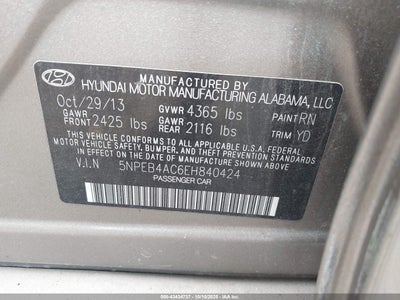 MANUFACTURED BY
HYUNDAI MOTOR MANUFACTURING ALABAMA, LLC
Oct/29/13 GVWR 4365 lbs PAINT RN
GAWR FRONT 2425 lbs GAWR REAR 2116 lbs TRIM YD
THIS VEHICLE CONFORMS TO ALL APPLICABLE U.S.A FEDERAL
MOTOR VEHICLE SAFETY, BUMPER, AND THEFT PREVENTION
STANDARDS IN EFFECT ON THE DATE OF MANUFACTURE SHOWN ABOVE.
V.I.N 5NPEB4AC6EH840424
PASSENGER CAR